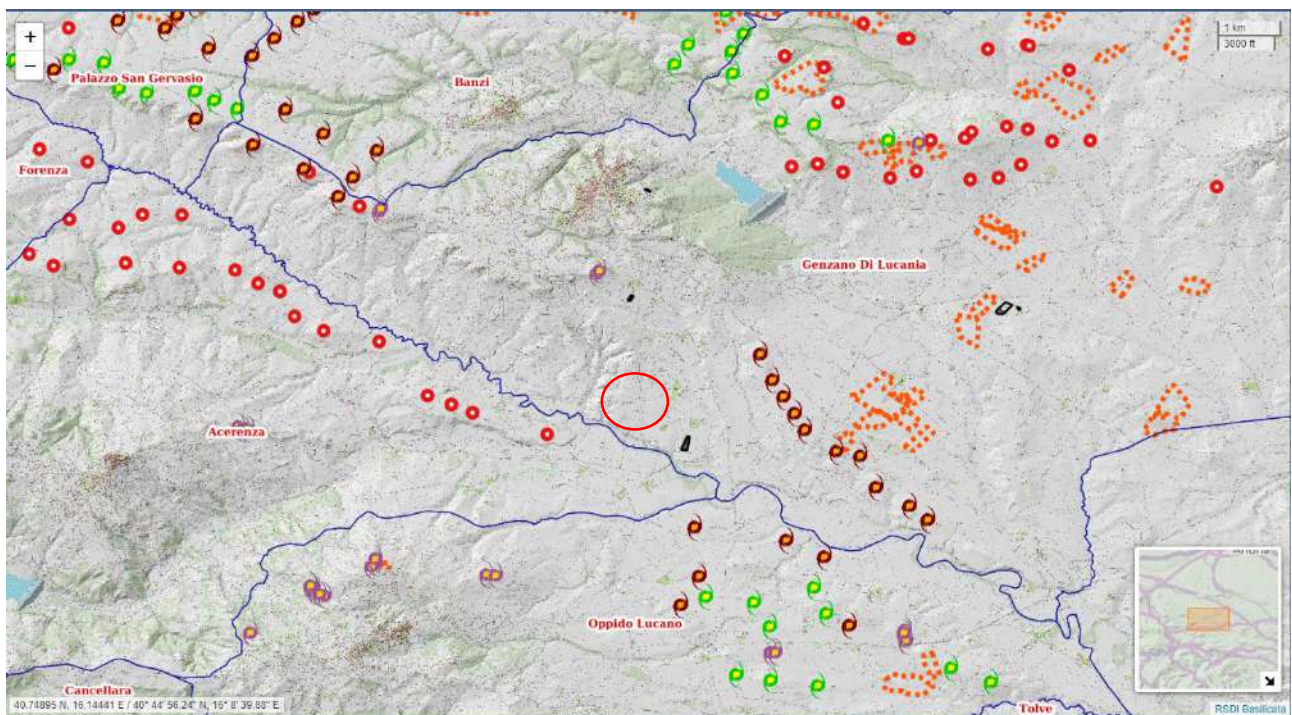 +
1 km
3000 ft
−
Palazzo San Gervasio
Banzi
Forenza
Genzano Di Lucania
Acerenza
Oppido Lucano
Cancellara
Tolve
40.74895 N, 16.14441 E / 40° 44' 56.24" N, 16° 8' 39.88" E
RSDI Basilicata